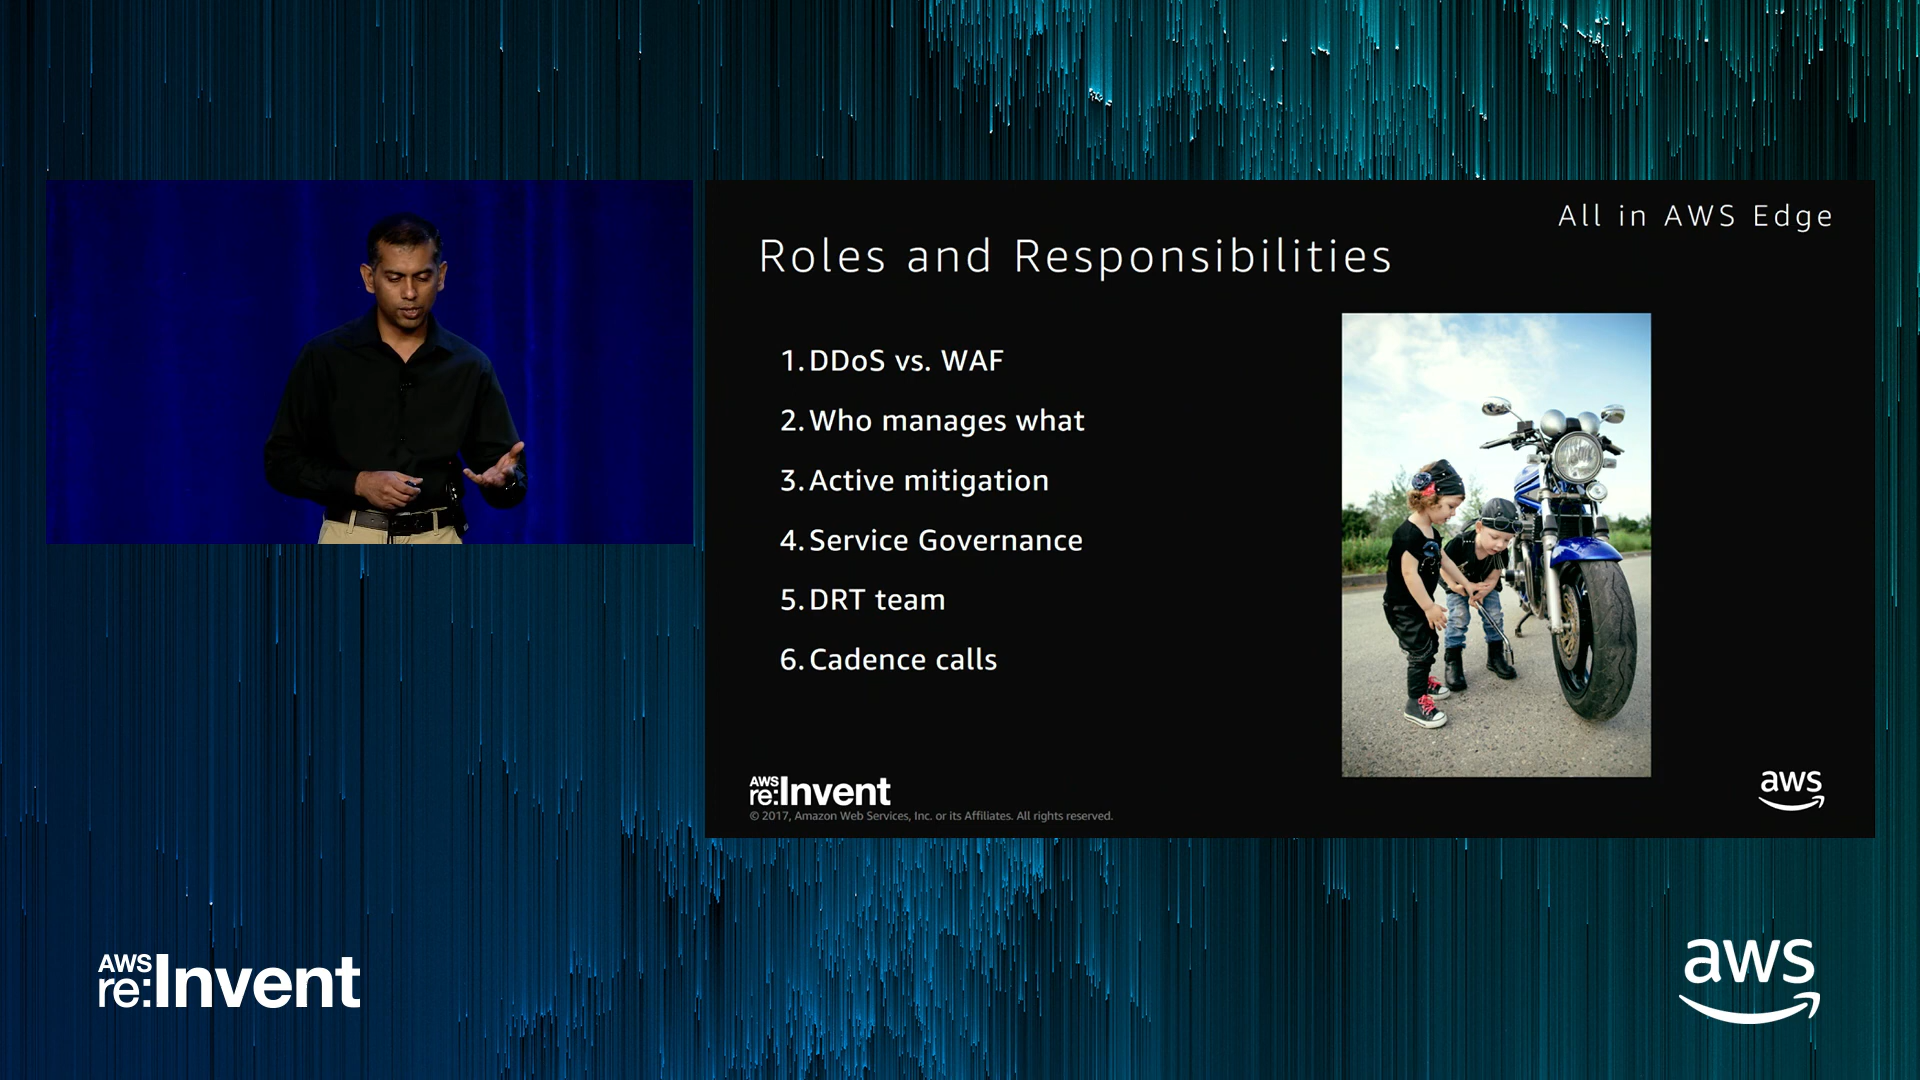 All in AWS Edge
Roles and Responsibilities
1. DDoS vs. WAF
2. Who manages what
3. Active mitigation
4. Service Governance
5. DRT team
6. Cadence calls
AWS
re:Invent
© 2017, Amazon Web Services, Inc. or its Affiliates. All rights reserved.
aws
AWS
re:Invent
aws